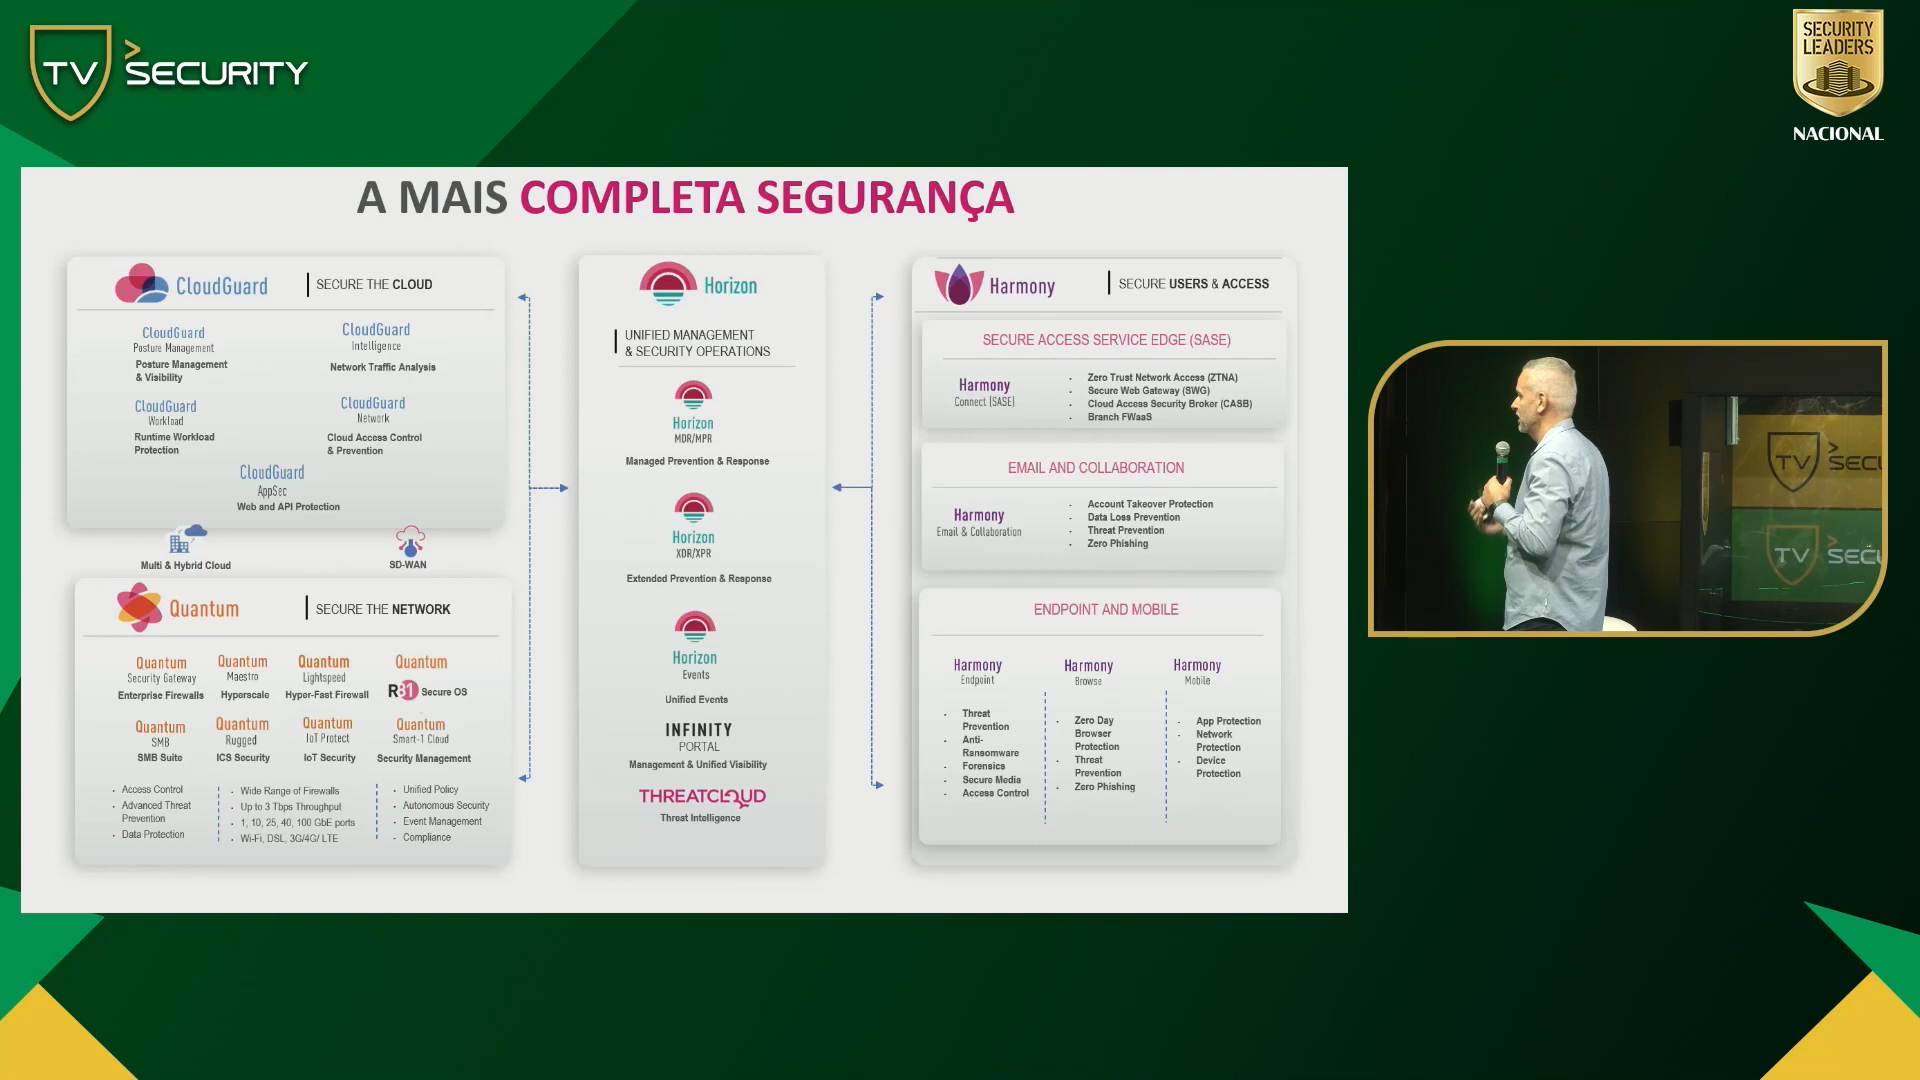 TV SECURITY
SECURITY
LEADERS
NACIONAL
A MAIS COMPLETA SEGURANÇA
CloudGuard
SECURE THE CLOUD
CloudGuard
Posture Management
Posture Management
& Visibility
CloudGuard
Intelligence
Network Traffic Analysis
CloudGuard
Workload
Runtime Workload
Protection
CloudGuard
Network
Cloud Access Control
& Prevention
CloudGuard
AppSec
Web and API Protection
Multi & Hybrid Cloud
SD-WAN
Quantum
SECURE THE NETWORK
Quantum
Security Gateway
Enterprise Firewalls
Quantum
Maestro
Hyperscale
Quantum
Lightspeed
Hyper-Fast Firewall
Quantum
R81 Secure OS
Quantum
SMB
SMB Suite
Quantum
Rugged
ICS Security
Quantum
IoT Protect
IoT Security
Quantum
Smart-1 Cloud
Security Management
· Access Control
· Advanced Threat
Prevention
· Data Protection
· Wide Range of Firewalls
· Up to 3 Tbps Throughput
· 1, 10, 25, 40, 100 GbE ports
· Wi-Fi, DSL, 3G/4G/ LTE
· Unified Policy
· Autonomous Security
· Event Management
· Compliance
Horizon
UNIFIED MANAGEMENT
& SECURITY OPERATIONS
Horizon
MDR/MPR
Managed Prevention & Response
Horizon
XDR/XPR
Extended Prevention & Response
Horizon
Events
Unified Events
INFINITY
PORTAL
Management & Unified Visibility
THREATCLOUD
Threat Intelligence
Harmony
SECURE USERS & ACCESS
SECURE ACCESS SERVICE EDGE (SASE)
Harmony
Connect (SASE)
· Zero Trust Network Access (ZTNA)
· Secure Web Gateway (SWG)
· Cloud Access Security Broker (CASB)
· Branch FWaaS
EMAIL AND COLLABORATION
Harmony
Email & Collaboration
· Account Takeover Protection
· Data Loss Prevention
· Threat Prevention
· Zero Phishing
ENDPOINT AND MOBILE
Harmony
Endpoint
· Threat
Prevention
· Anti-
Ransomware
· Forensics
· Secure Media
· Access Control
Harmony
Browse
· Zero Day
Browser
Protection
· Threat
Prevention
· Zero Phishing
Harmony
Mobile
· App Protection
· Network
Protection
· Device
Protection
TV SECU
TV SECU